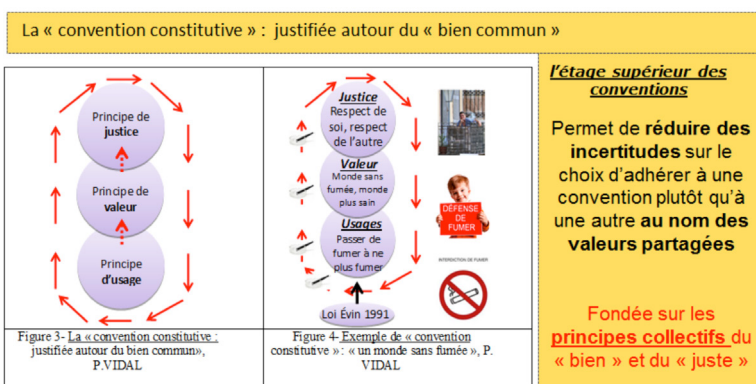 La « convention constitutive » : justifiée autour du « bien commun »
Principe de
justice
Principe de
valeur
Principe
d'usage
Figure 3- La « convention constitutive :
justifiée autour du bien commun»,
P.VIDAL
Justice
Respect de
soi, respect
de l'autre
Valeur
Monde sans
fumée, monde
plus sain
Usages
Passer de
fumer à ne
plus fumer
Loi Évin 1991
DÉFENSE
DE
FUMER
INTERDICTION DE FUMER
Figure 4- Exemple de « convention
constitutive » : « un monde sans fumée », P.
VIDAL
l'étage supérieur des
conventions
Permet de réduire des
incertitudes sur le
choix d'adhérer à une
convention plutôt qu'à
une autre au nom des
valeurs partagées
Fondée sur les
principes collectifs du
« bien » et du « juste »